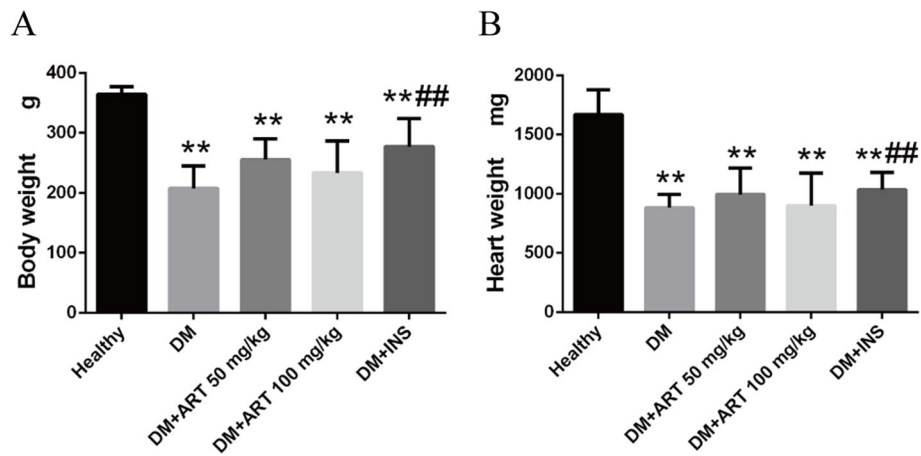 A
Body weight g
400
300
200
100
0
**
**
**
**##
Healthy
DM
DM+ART 50 mg/kg
DM+ART 100 mg/kg
DM+INS
B
Heart weight mg
2000
1500
1000
500
0
**
**
**
**##
Healthy
DM
DM+ART 50 mg/kg
DM+ART 100 mg/kg
DM+INS